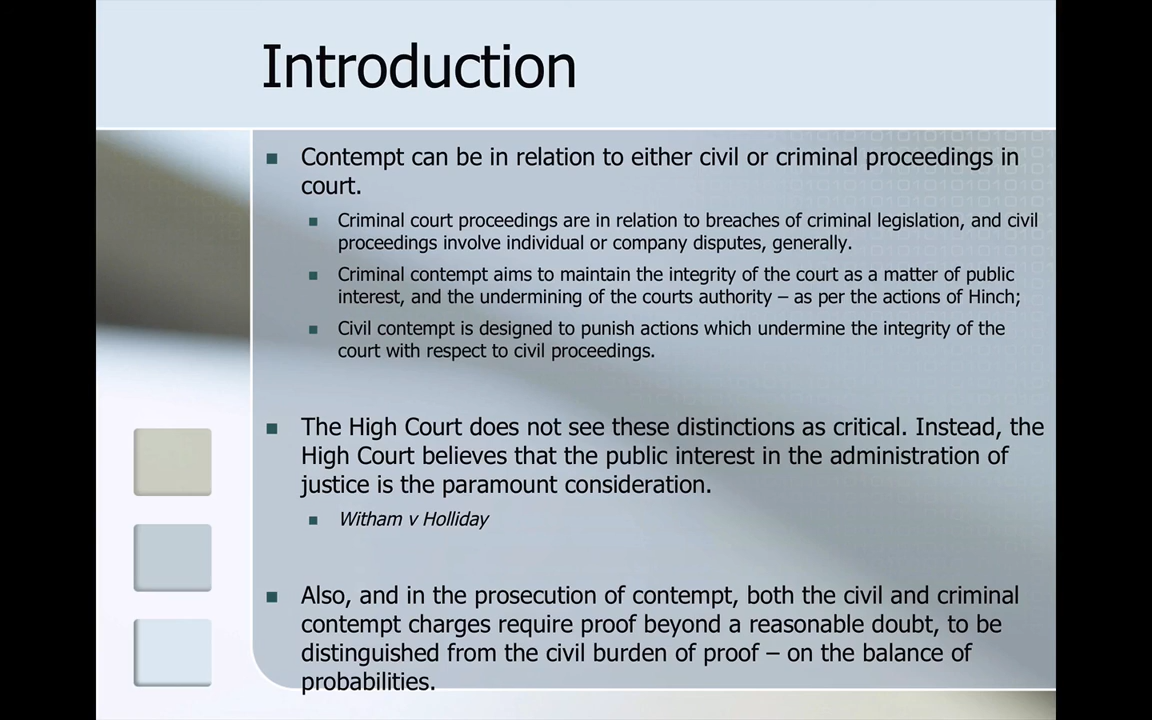 Introduction
Contempt can be in relation to either civil or criminal proceedings in
court.
Criminal court proceedings are in relation to breaches of criminal legislation, and civil
proceedings involve individual or company disputes, generally.
Criminal contempt aims to maintain the integrity of the court as a matter of public
interest, and the undermining of the courts authority – as per the actions of Hinch;
Civil contempt is designed to punish actions which undermine the integrity of the
court with respect to civil proceedings.
The High Court does not see these distinctions as critical. Instead, the
High Court believes that the public interest in the administration of
justice is the paramount consideration.
Witham v Holliday
Also, and in the prosecution of contempt, both the civil and criminal
contempt charges require proof beyond a reasonable doubt, to be
distinguished from the civil burden of proof – on the balance of
probabilities.